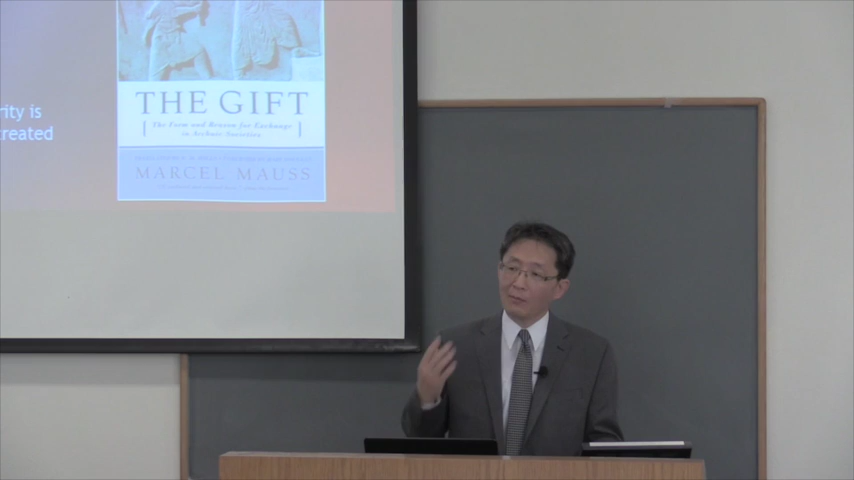 rity is
reated
THE GIFT
[ The Form and Reason for Exchange
in Archaic Societies ]
MARCEL MAUSS